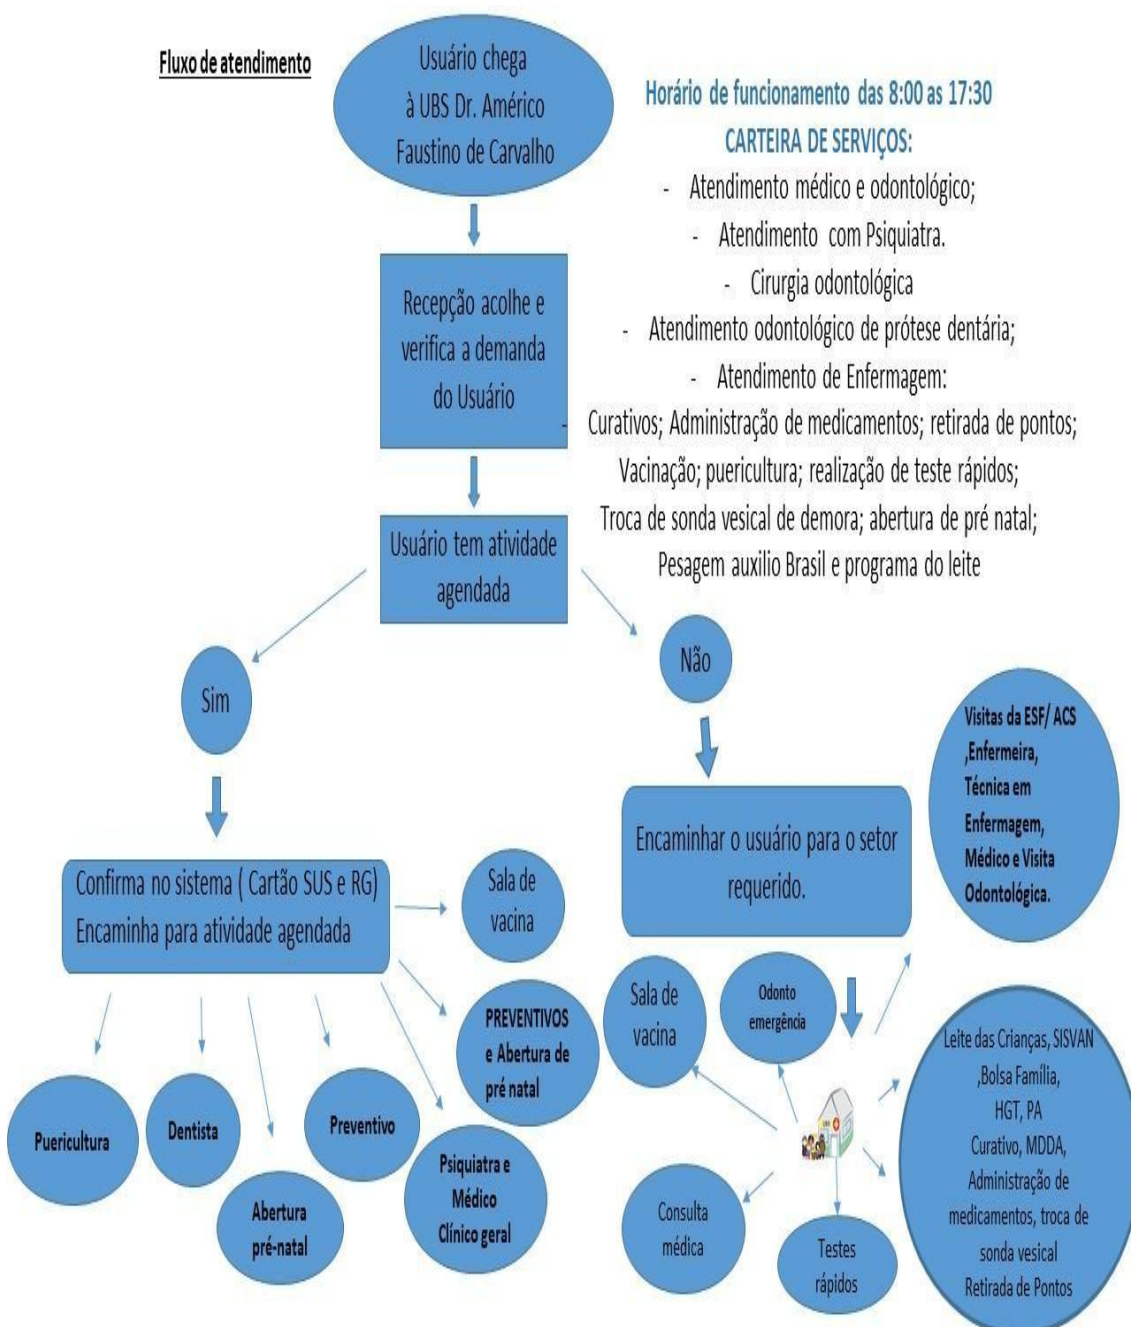 Fluxo de atendimento
Usuário chega
à UBS Dr. Américo
Faustino de Carvalho
Horário de funcionamento das 8:00 as 17:30
CARTEIRA DE SERVIÇOS:
- Atendimento médico e odontológico;
- Atendimento com Psiquiatra.
- Cirurgia odontológica
- Atendimento odontológico de prótese dentária;
- Atendimento de Enfermagem:
- Curativos; Administração de medicamentos; retirada de pontos;
Vacinação; puericultura; realização de teste rápidos;
Troca de sonda vesical de demora; abertura de pré natal;
Pesagem auxilio Brasil e programa do leite
Recepção acolhe e
verifica a demanda
do Usuário
Usuário tem atividade
agendada
Sim
Não
Confirma no sistema ( Cartão SUS e RG)
Encaminha para atividade agendada
Sala de
vacina
PREVENTIVOS
e Abertura de
pré natal
Psiquiatra e
Médico
Clínico geral
Preventivo
Abertura
pré-natal
Dentista
Puericultura
Encaminhar o usuário para o setor
requerido.
Visitas da ESF/ ACS
,Enfermeira,
Técnica em
Enfermagem,
Médico e Visita
Odontológica.
Sala de
vacina
Odonto
emergência
Leite das Crianças, SISVAN
,Bolsa Família,
HGT, PA
Curativo, MDDA,
Administração de
medicamentos, troca de
sonda vesical
Retirada de Pontos
Consulta
médica
Testes
rápidos